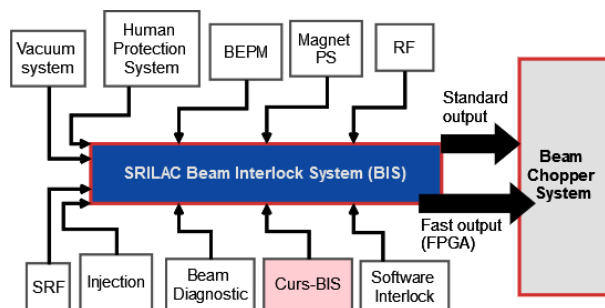 Vacuum
system
Human
Protection
System
BEPM
Magnet
PS
RF
Standard
output
SRILAC Beam Interlock System (BIS)
Beam
Chopper
System
Fast output
(FPGA)
SRF
Injection
Beam
Diagnostic
Curs-BIS
Software
Interlock